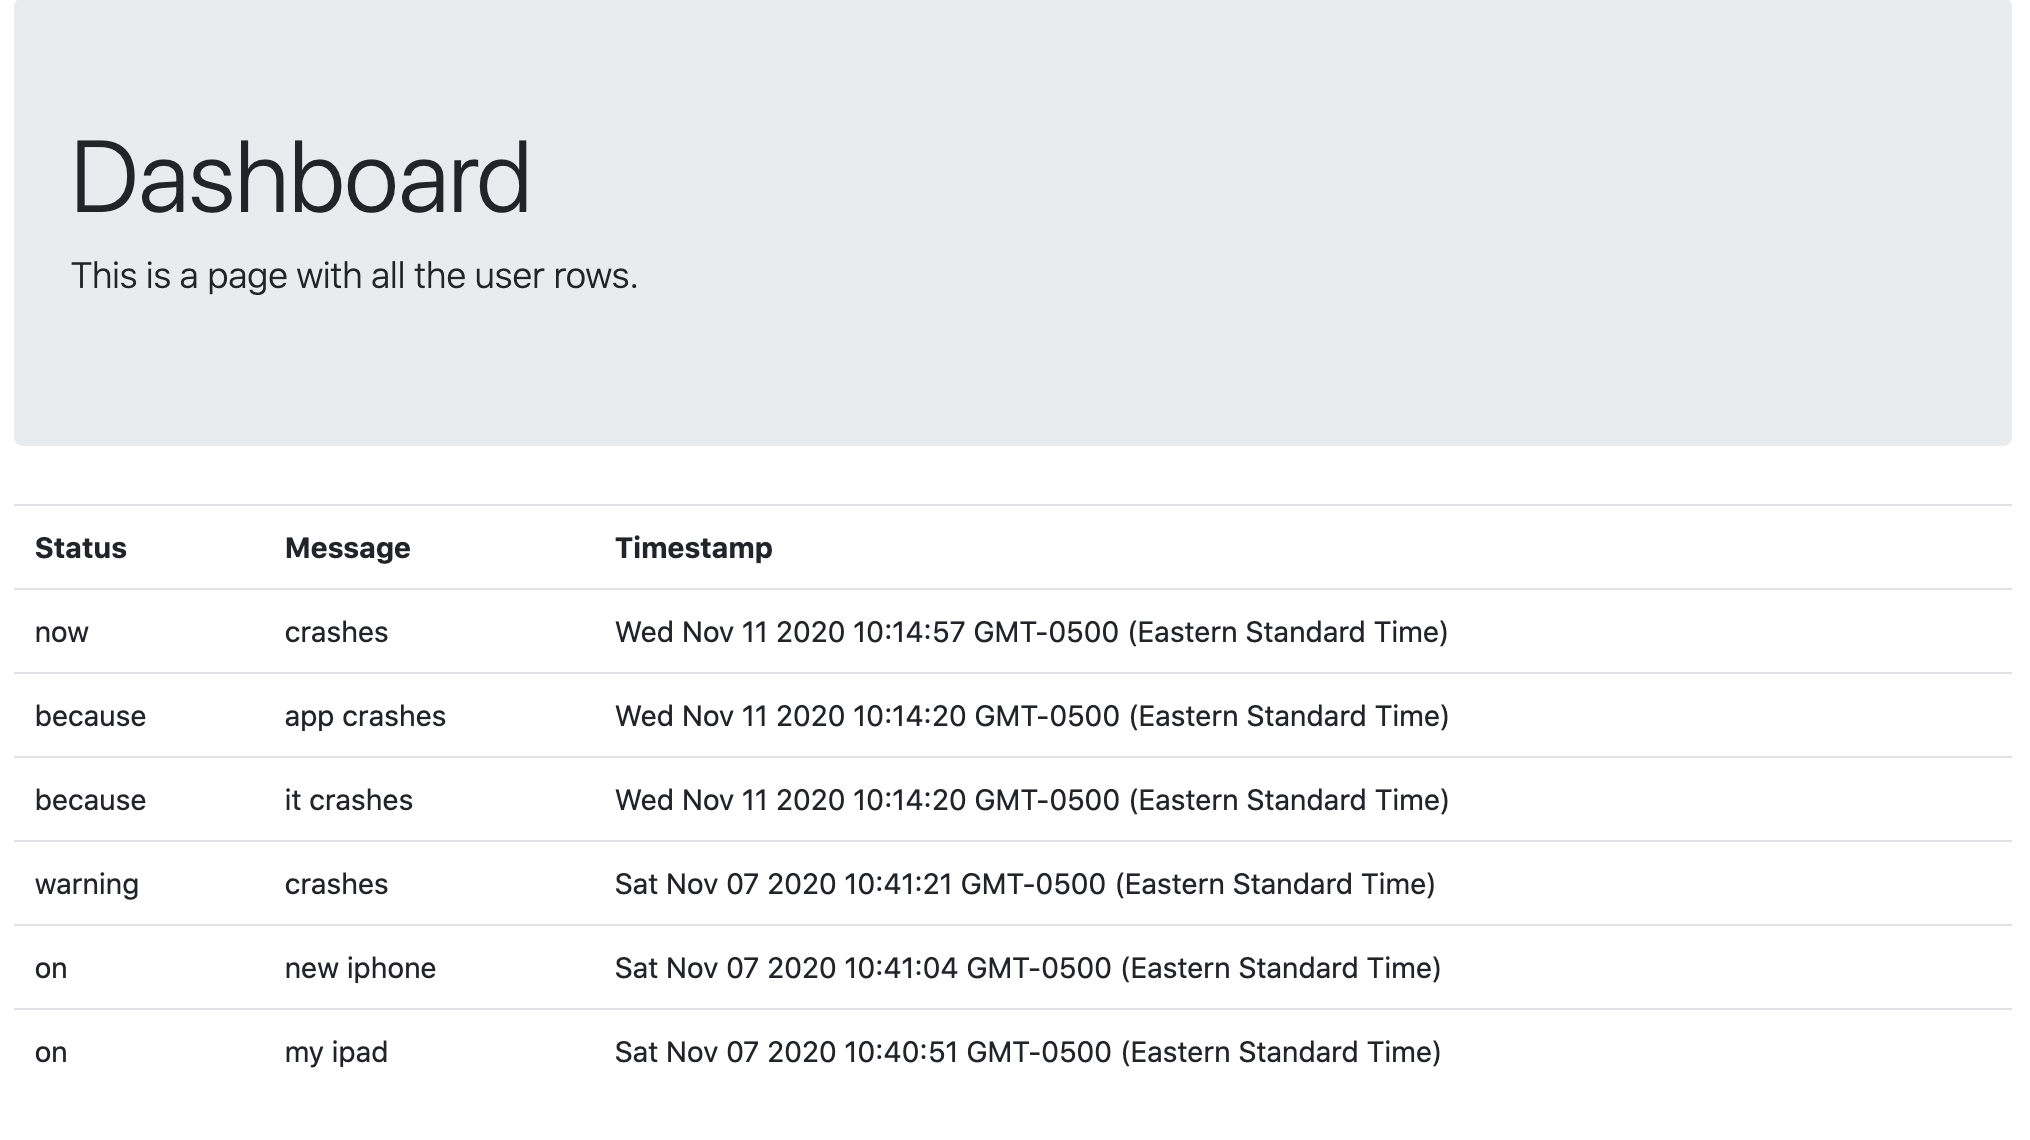 Dashboard
This is a page with all the user rows.
Status Message Timestamp
now crashes Wed Nov 11 2020 10:14:57 GMT-0500 (Eastern Standard Time)
because app crashes Wed Nov 11 2020 10:14:20 GMT-0500 (Eastern Standard Time)
because it crashes Wed Nov 11 2020 10:14:20 GMT-0500 (Eastern Standard Time)
warning crashes Sat Nov 07 2020 10:41:21 GMT-0500 (Eastern Standard Time)
on new iphone Sat Nov 07 2020 10:41:04 GMT-0500 (Eastern Standard Time)
on my ipad Sat Nov 07 2020 10:40:51 GMT-0500 (Eastern Standard Time)